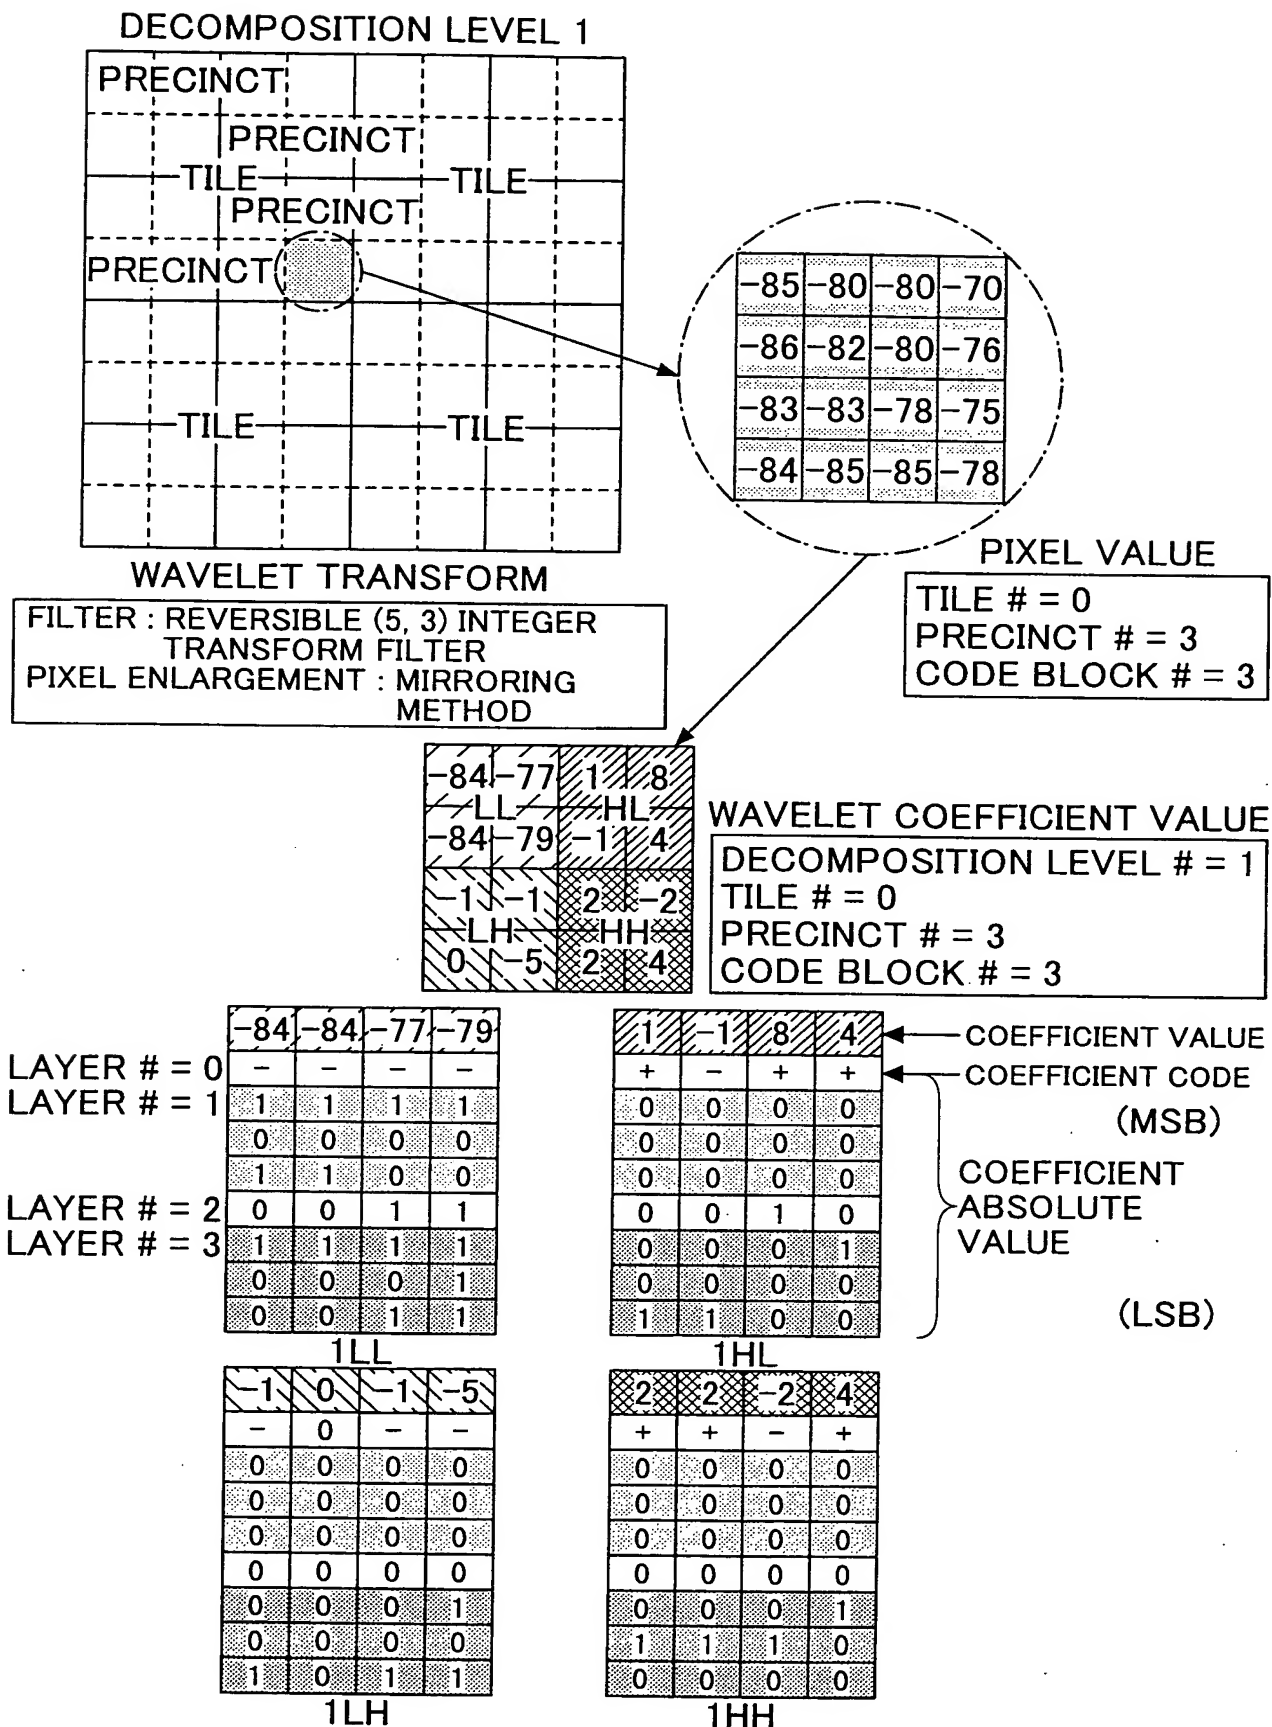 DECOMPOSITION LEVEL 1
PRECINCT
PRECINCT
TILE TILE
PRECINCT
PRECINCT
TILE TILE
-85 -80 -80 -70
-86 -82 -80 -76
-83 -83 -78 -75
-84 -85 -85 -78
PIXEL VALUE
TILE # = 0
PRECINCT # = 3
CODE BLOCK # = 3
WAVELET TRANSFORM
FILTER : REVERSIBLE (5, 3) INTEGER
TRANSFORM FILTER
PIXEL ENLARGEMENT : MIRRORING
METHOD
-84 -77 1 8
LL HL
-84 -79 -1 4
-1 -1 2 -2
LH HH
0 -5 2 4
WAVELET COEFFICIENT VALUE
DECOMPOSITION LEVEL # = 1
TILE # = 0
PRECINCT # = 3
CODE BLOCK # = 3
-84 -84 -77 -79
LAYER # = 0 - - - -
LAYER # = 1 1 1 1 1
0 0 0 0
1 1 0 0
LAYER # = 2 0 0 1 1
LAYER # = 3 1 1 1 1
0 0 0 1
0 0 1 1
1LL
1 -1 8 4 COEFFICIENT VALUE
+ - + + COEFFICIENT CODE
0 0 0 0 (MSB)
0 0 0 0
0 0 0 0
0 0 1 0
0 0 0 1
0 0 0 0
1 1 0 0 (LSB)
COEFFICIENT
ABSOLUTE
VALUE
1HL
-1 0 -1 -5
- 0 - -
0 0 0 0
0 0 0 0
0 0 0 0
0 0 0 0
0 0 0 1
0 0 0 0
1 0 1 1
1LH
2 2 -2 4
+ + - +
0 0 0 0
0 0 0 0
0 0 0 0
0 0 0 0
0 0 0 1
1 1 1 0
0 0 0 0
1HH